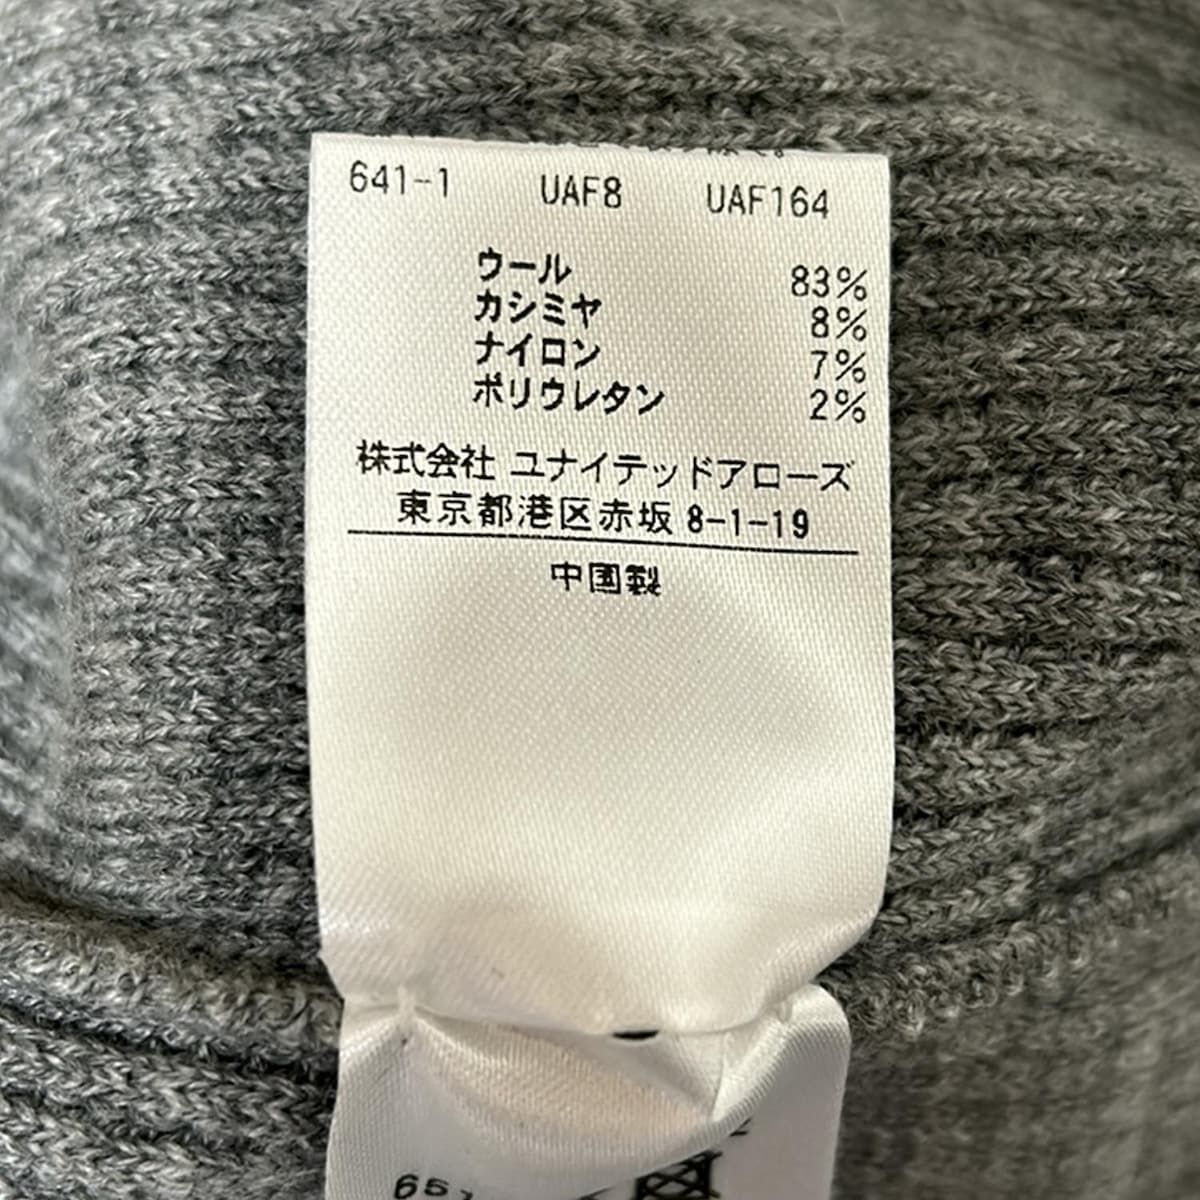 641-1 UAF8 UAF164
ウール 83%
カシミヤ 8%
ナイロン 7%
ポリウレタン 2%
株式会社 ユナイテッドアローズ
東京都港区赤坂 8-1-19
中国製